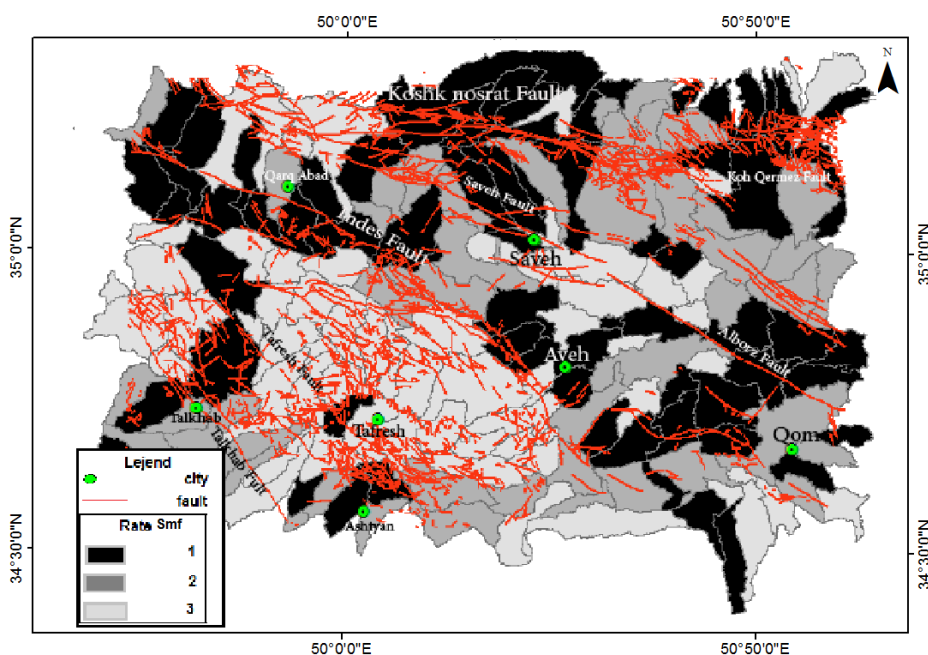 50°0'0"E
50°50'0"E
N
Koshk nosrat Fault
Qarq Abad
Saveh Fault
Koh Qermez Fault
Indes Fault
35°0'0"N
35°0'0"N
Saveh
Tafresh Fault
Aveh
Alborz Fault
Talkhab
Tafresh
Qom
Talkhab Fult
Lejend
city
fault
Rate Smf
1
2
3
Ashtyan
34°30'0"N
34°30'0"N
50°0'0"E
50°50'0"E